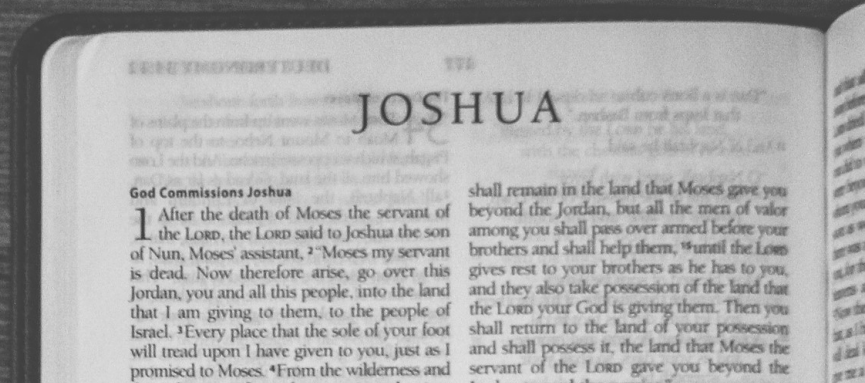 JOSHUA
God Commissions Joshua
1 After the death of Moses the servant of
the LORD, the LORD said to Joshua the son
of Nun, Moses' assistant, 2 "Moses my servant
is dead. Now therefore arise, go over this
Jordan, you and all this people, into the land
that I am giving to them, to the people of
Israel. 3 Every place that the sole of your foot
will tread upon I have given to you, just as I
promised to Moses. 4 From the wilderness and
shall remain in the land that Moses gave you
beyond the Jordan, but all the men of valor
among you shall pass over armed before your
brothers and shall help them, 15 until the LORD
gives rest to your brothers as he has to you,
and they also take possession of the land that
the LORD your God is giving them. Then you
shall return to the land of your possession
and shall possess it, the land that Moses the
servant of the LORD gave you beyond the